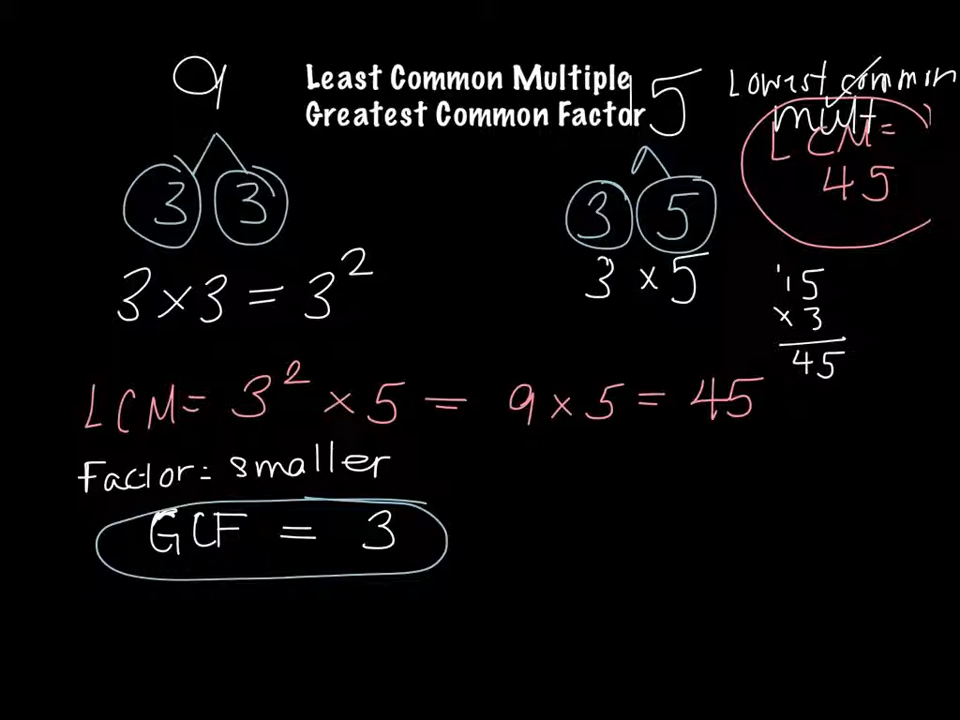 9
Least Common Multiple
Greatest Common Factor
15
Lowest common
mult
LCM =
45
3 3
3 5
3 × 3 = 3²
3 × 5
15
× 3
45
LCM = 3² × 5 = 9 × 5 = 45
Factor = smaller
GCF = 3